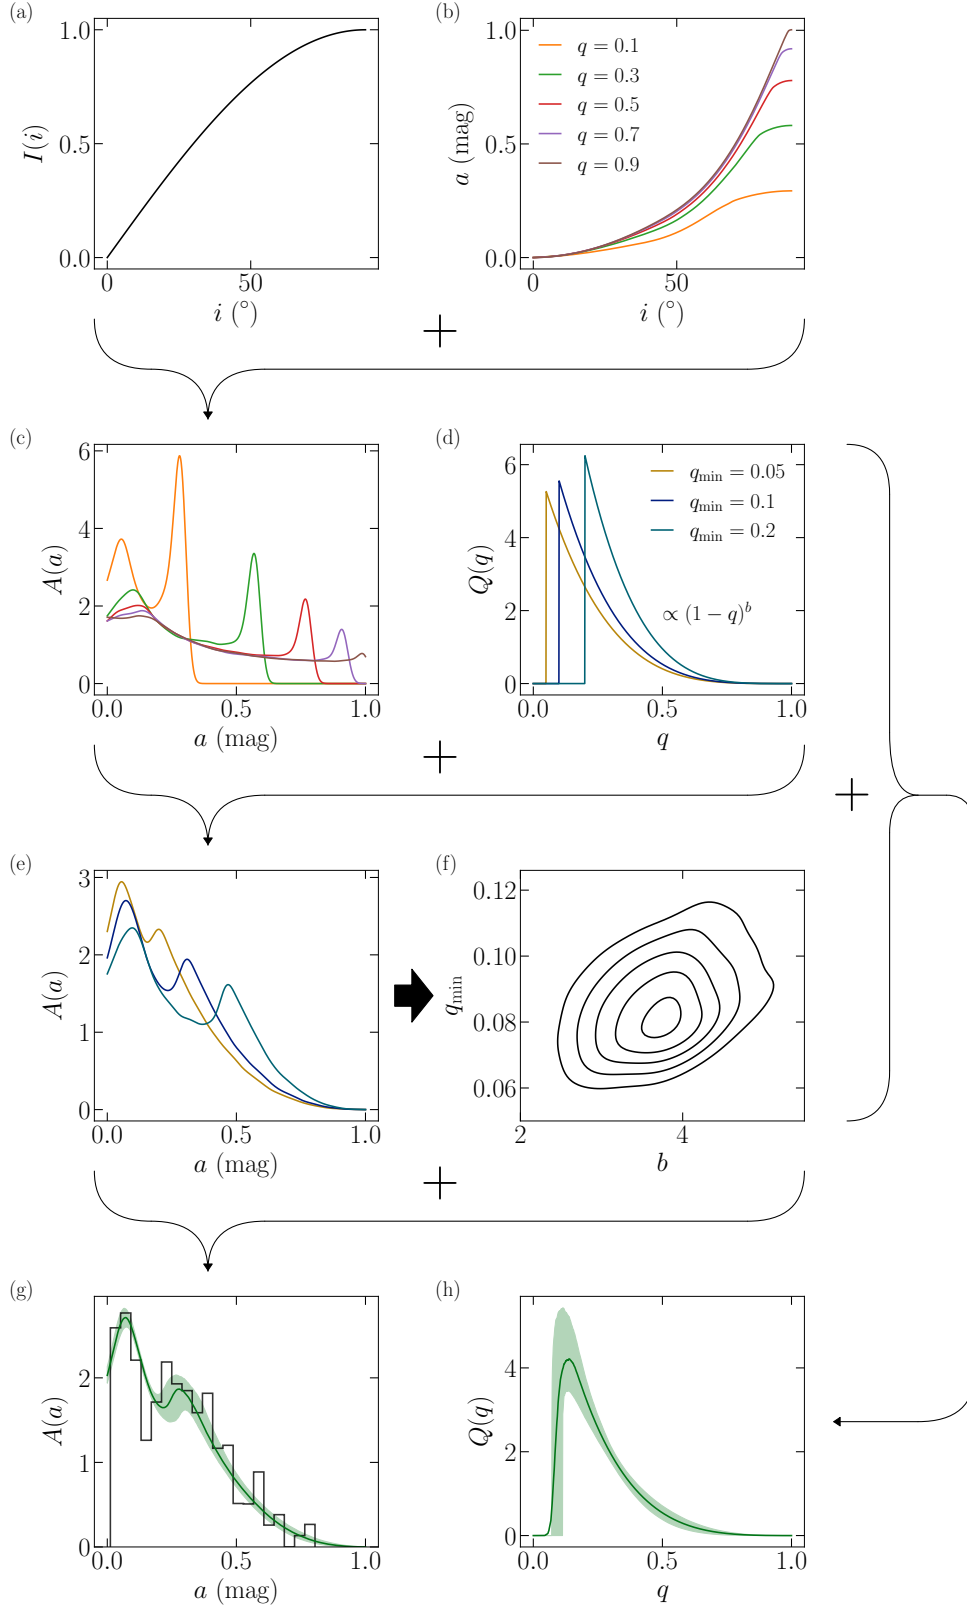 (a)
1.0
0.5
0.0
I(i)
0
50
i (°)
(b)
1.0
0.5
0.0
a (mag)
q = 0.1
q = 0.3
q = 0.5
q = 0.7
q = 0.9
0
50
i (°)
+
(c)
6
4
2
0
A(a)
0.0
0.5
1.0
a (mag)
(d)
6
4
2
0
Q(q)
q_min = 0.05
q_min = 0.1
q_min = 0.2
∝ (1 − q)^b
0.0
0.5
1.0
q
+
+
(e)
3
2
1
0
A(a)
0.0
0.5
1.0
a (mag)
(f)
0.12
0.10
0.08
0.06
q_min
2
4
b
+
(g)
2
1
0
A(a)
0.0
0.5
1.0
a (mag)
(h)
4
2
0
Q(q)
0.0
0.5
1.0
q